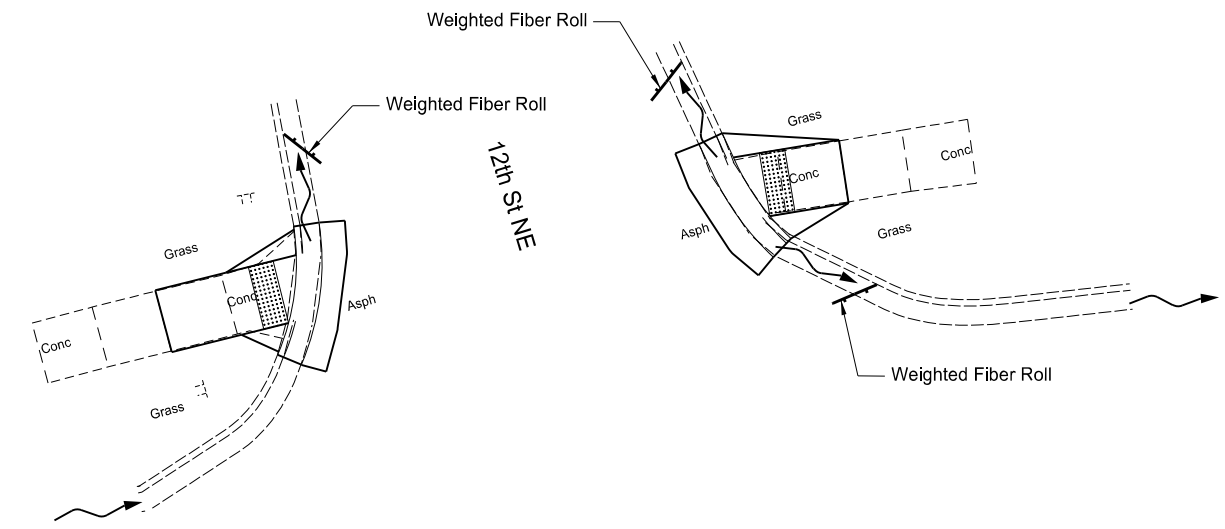 Weighted Fiber Roll
Weighted Fiber Roll
12th St NE
Grass
Conc
Conc
Asph
Grass
Grass
Conc
Asph
Conc
Grass
Weighted Fiber Roll